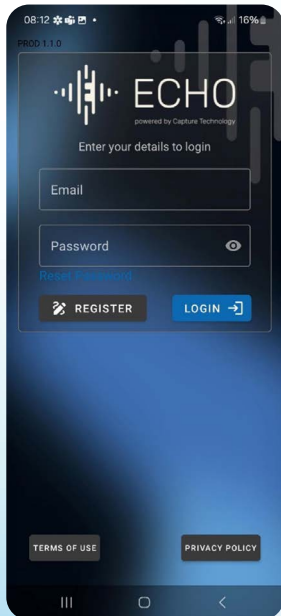 08:12
16%
PROD 1.1.0
ECHO
powered by Capture Technology
Enter your details to login
Email
Password
Reset Password
REGISTER
LOGIN
TERMS OF USE
PRIVACY POLICY